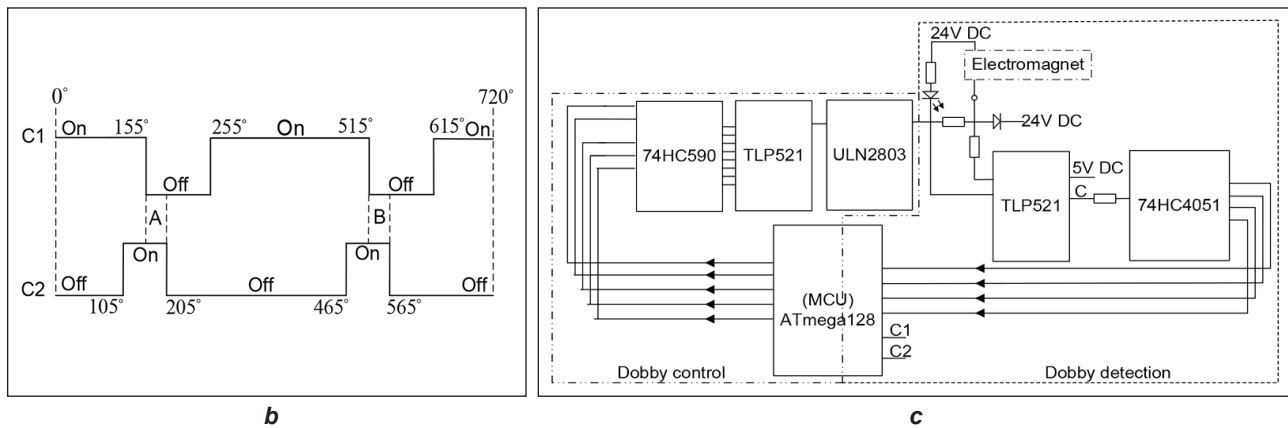 0° 720°
C1 On 155° 255° On 515° 615° On
Off Off
A B
On On
C2 Off Off Off
105° 205° 465° 565°
b
24V DC
Electromagnet
24V DC
74HC590 TLP521 ULN2803
5V DC
C
TLP521 74HC4051
(MCU)
ATmega128
C1
C2
Dobby control Dobby detection
c